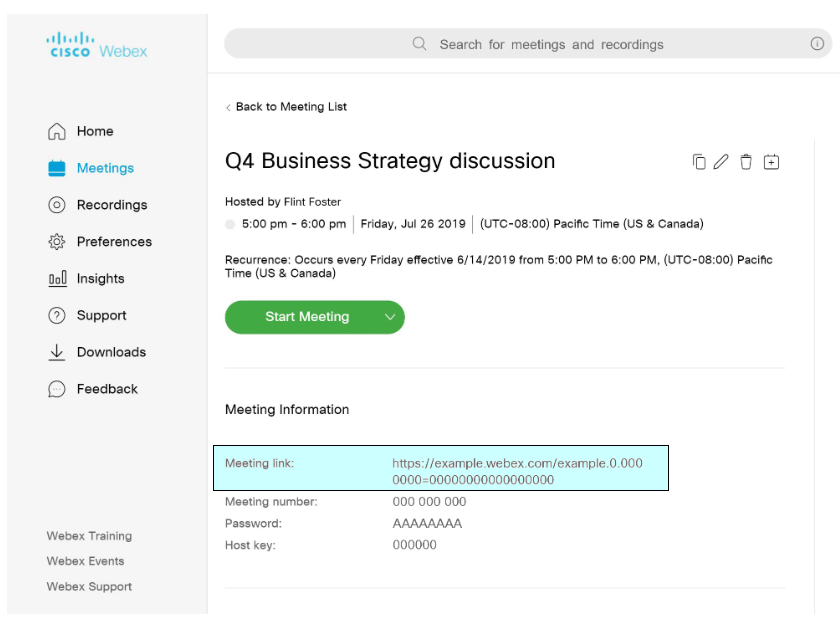 CISCO Webex
Search for meetings and recordings
Home
Meetings
Recordings
Preferences
Insights
Support
Downloads
Feedback
Webex Training
Webex Events
Webex Support
Back to Meeting List
Q4 Business Strategy discussion
Hosted by Flint Foster
5:00 pm - 6:00 pm Friday, Jul 26 2019 (UTC-08:00) Pacific Time (US & Canada)
Recurrence: Occurs every Friday effective 6/14/2019 from 5:00 PM to 6:00 PM, (UTC-08:00) Pacific
Time (US & Canada)
Start Meeting
Meeting Information
Meeting link: https://example.webex.com/example.0.000
0000=00000000000000000
Meeting number: 000 000 000
Password: AAAAAAAA
Host key: 000000